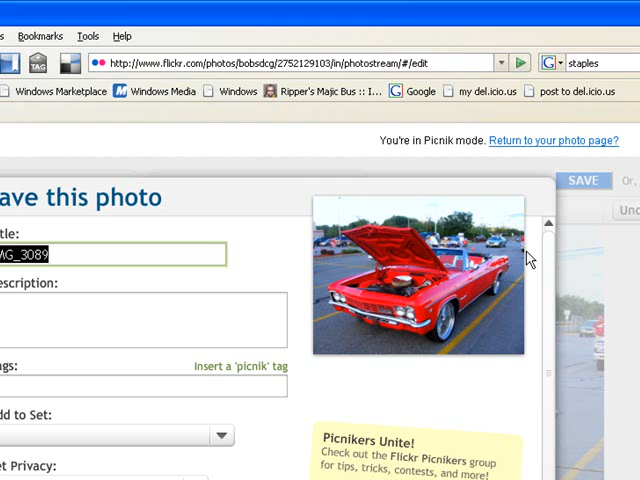 s Bookmarks Tools Help
TAG http://www.flickr.com/photos/bobsdcg/2752129103/in/photostream/#/edit G staples
Windows Marketplace Windows Media Windows Ripper's Majic Bus :: I... Google my del.icio.us post to del.icio.us
You're in Picnik mode. Return to your photo page?
SAVE Or,
ave this photo
Undo
tle:
MG_3089
escription:
ags: Insert a 'picnik' tag
dd to Set:
Picnikers Unite!
Check out the Flickr Picnikers group
for tips, tricks, contests, and more!
et Privacy: